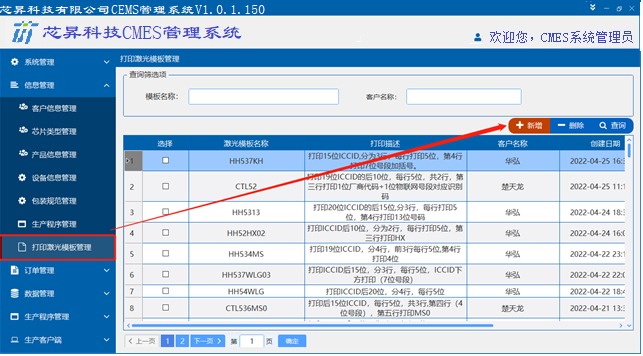 芯昇科技有限公司CEMS管理系统V1.0.1.150
芯昇科技CMES管理系统
欢迎您，CMES系统管理员
系统管理
信息管理
客户信息管理
芯片类型管理
产品信息管理
设备信息管理
包装规范管理
生产程序管理
打印激光模板管理
订单管理
数据管理
生产程序管理
生产客户端
打印激光模板管理
查询筛选项
模板名称：
客户名称：
新增 删除 查询
选择 激光模板名称 打印描述 客户名称 创建日期
1 HH537KH 打印15位ICCID,分为3行，每行打印5位，第4行打印7位号段加括号。 华弘 2022-04-25 16:3
2 CTL52 打印19位ICCID的后10位，每行5位，共2行，第三行打印1位厂商代码+1位物联网号段对应识别码 楚天龙 2022-04-25 11:1
3 HH5313 打印20位ICCID的后15位,分3行，每行打印5位，第4行打印13位号码 华弘 2022-04-24 18:3
4 HH52HX02 打印ICCID后10位，分为2行，每行打印5位，第三行打印HX 华弘 2022-04-24 16:0
5 HH534MS 打印19位ICCID，分4行，前3行每行5位,第4行打印4位 华弘 2022-04-22 23:1
6 HH537WLG03 打印ICCID后15位，分3行，每行5位，ICCID下方打印（7位号段） 华弘 2022-04-22 22:0
7 HH54WLG 打印ICCID后20位，分4行，每行5位 华弘 2022-04-22 18:4
8 CTL536MS0 打印后15位ICCID，每行5位，共3行,第四行（4位号段），第五行打印MS0 楚天龙 2022-04-21 13:3
上一页 1 2 下一页 第 1 页 确定